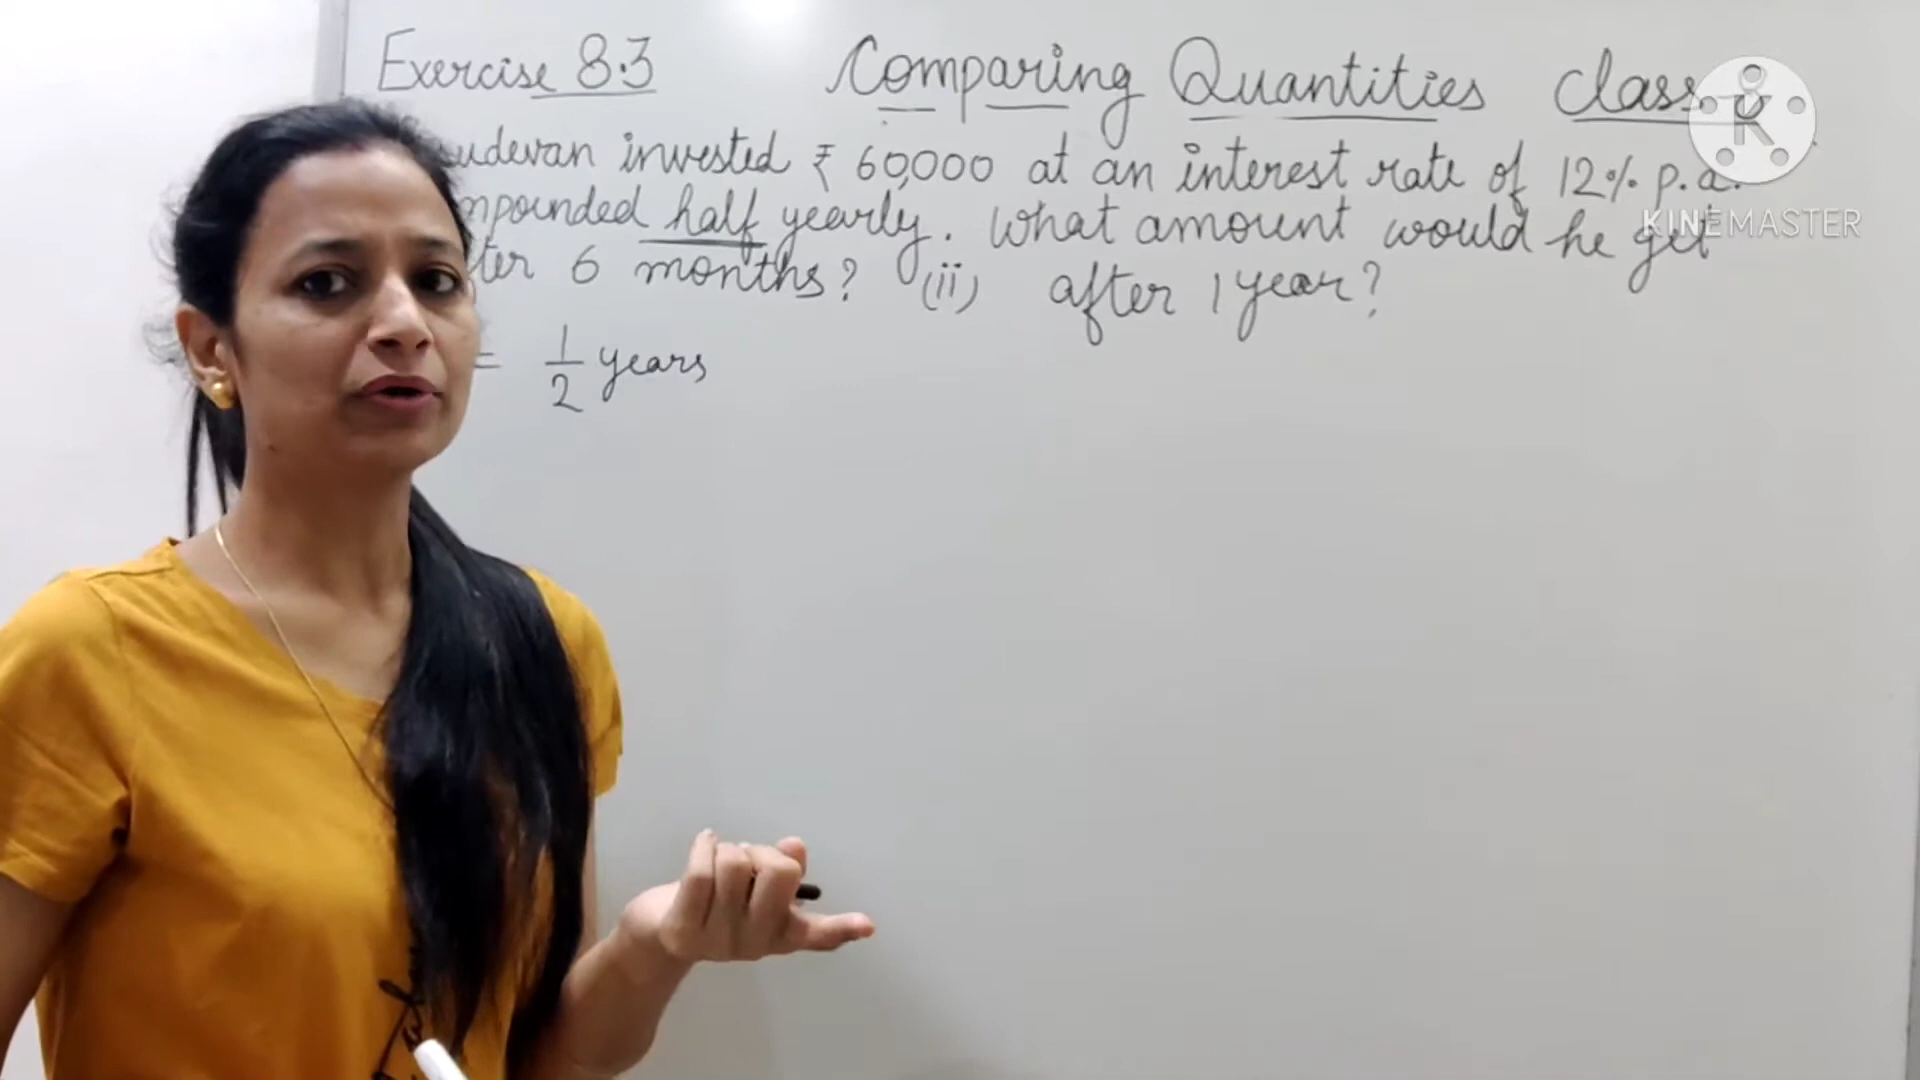 Exercise 8.3 Comparing Quantities Class
udevan invested ₹ 60,000 at an interest rate of 12% p.a.
mpounded half yearly. What amount would he get
ter 6 months? (ii) after 1 year?
= 1/2 years
K
KINEMASTER